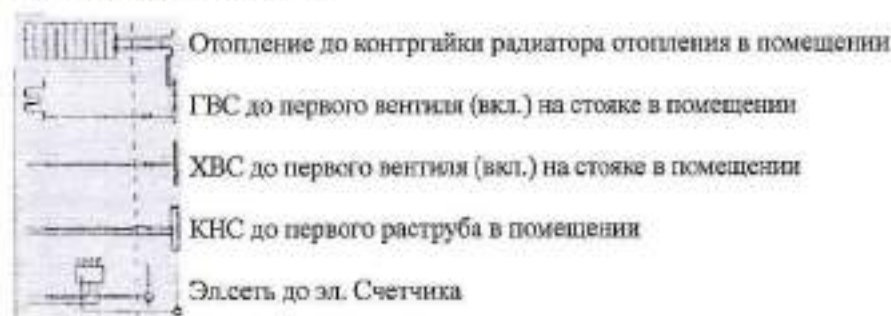 Отопление до контргайки радиатора отопления в помещении
ГВС до первого вентиля (вкл.) на стояке в помещении
ХВС до первого вентиля (вкл.) на стояке в помещении
КНС до первого раструба в помещении
Эл.сеть до эл. Счетчика